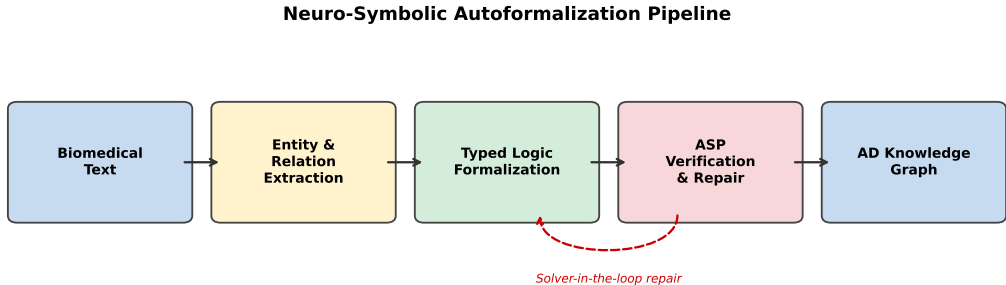 Neuro-Symbolic Autoformalization Pipeline
Biomedical
Text
Entity &
Relation
Extraction
Typed Logic
Formalization
ASP
Verification
& Repair
AD Knowledge
Graph
Solver-in-the-loop repair